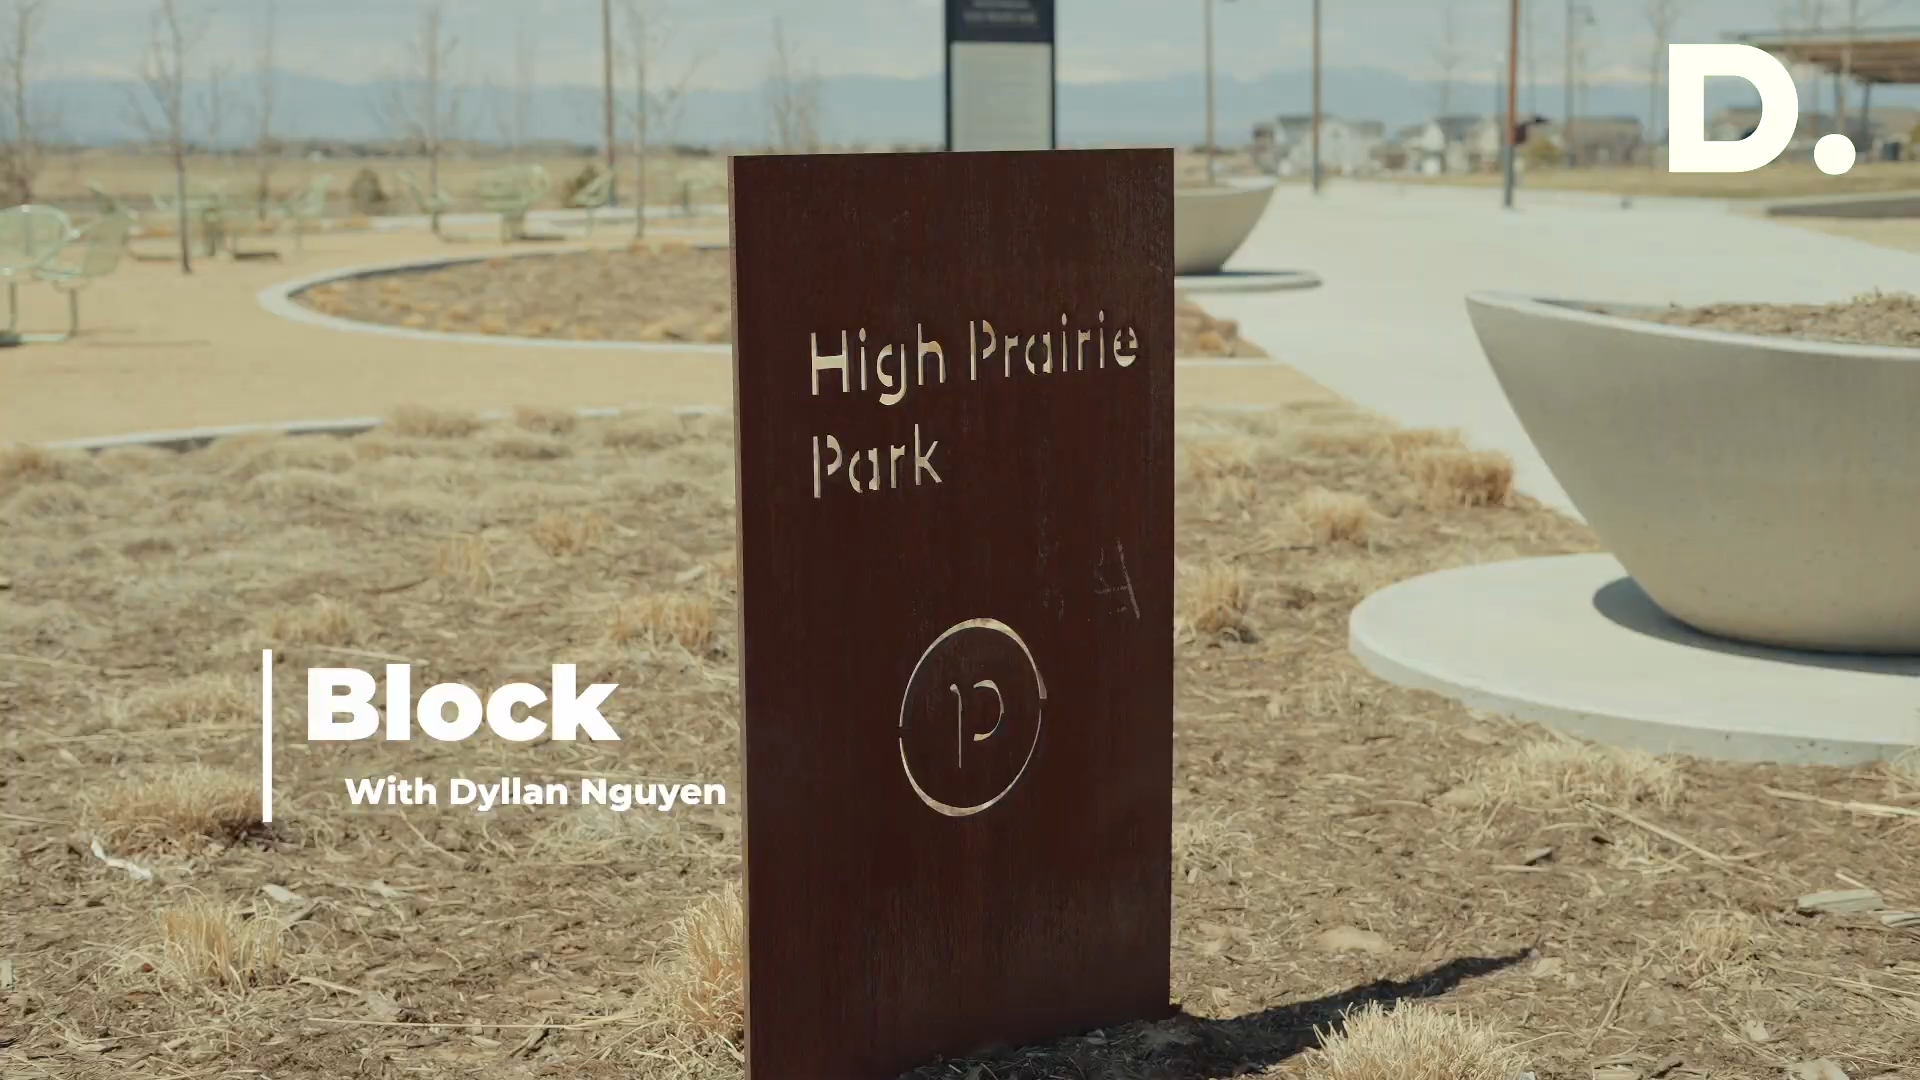 D.
High Prairie
Park
P
Block
With Dyllan Nguyen